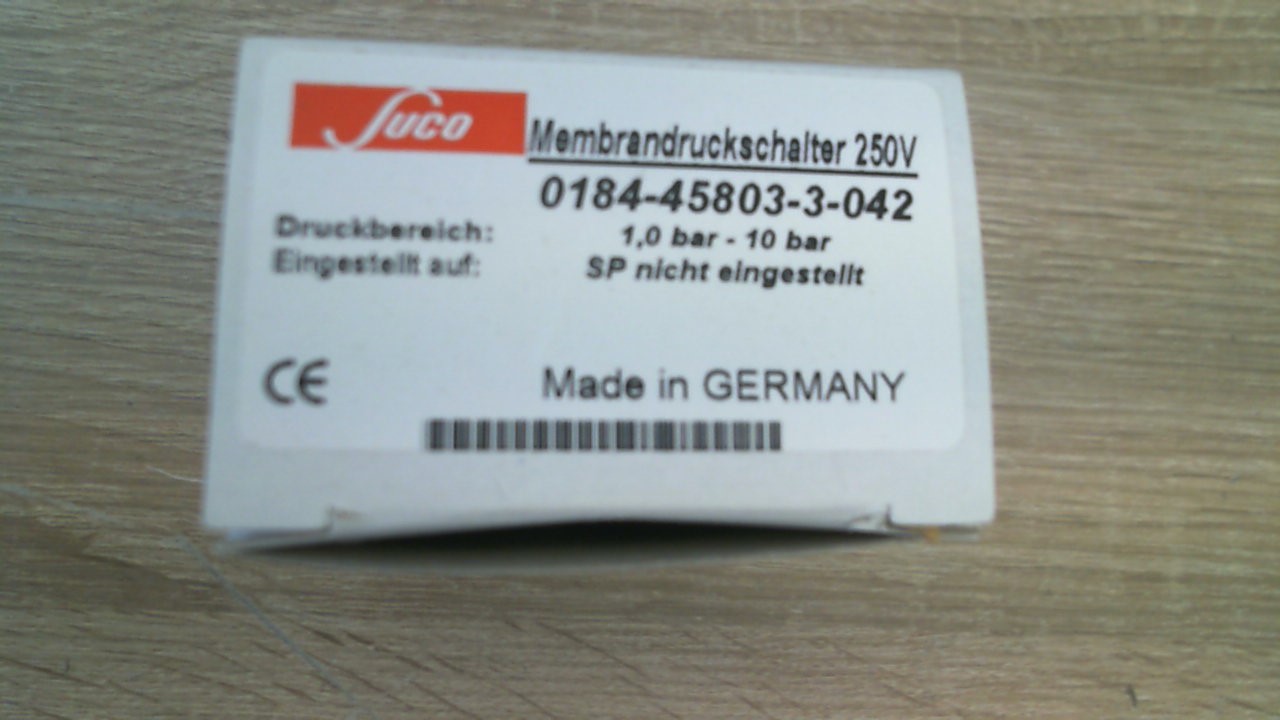 Suco
Membrandruckschalter 250V
0184-45803-3-042
Druckbereich: 1,0 bar - 10 bar
Eingestellt auf: SP nicht eingestellt
CE Made in GERMANY